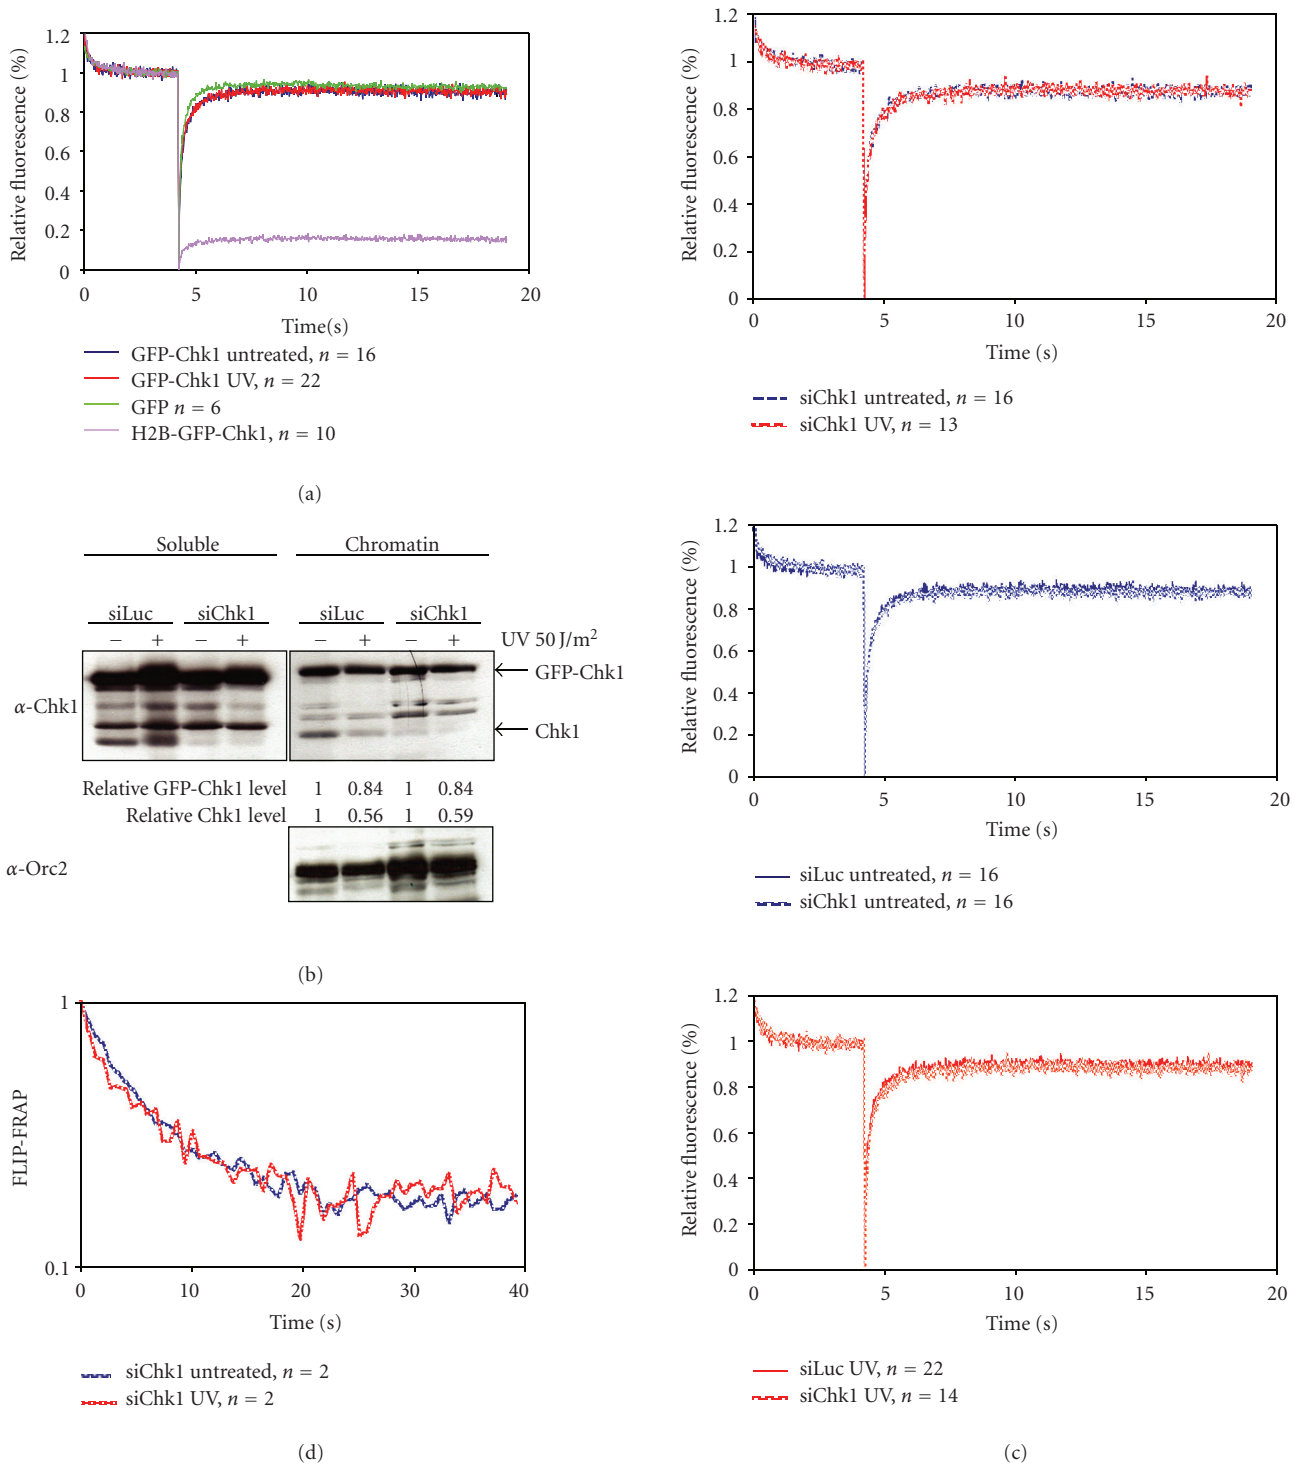 1.2
1
0.8
0.6
0.4
0.2
0
Relative fluorescence (%)
0 5 10 15 20
Time(s)
GFP-Chk1 untreated, n = 16
GFP-Chk1 UV, n = 22
GFP n = 6
H2B-GFP-Chk1, n = 10
(a)
Soluble Chromatin
siLuc siChk1 siLuc siChk1
− + − + − + − + UV 50 J/m²
α-Chk1
GFP-Chk1
Chk1
Relative GFP-Chk1 level 1 0.84 1 0.84
Relative Chk1 level 1 0.56 1 0.59
α-Orc2
(b)
1
0.1
FLIP-FRAP
0 10 20 30 40
Time (s)
siChk1 untreated, n = 2
siChk1 UV, n = 2
(d)
1.2
1
0.8
0.6
0.4
0.2
0
Relative fluorescence (%)
0 5 10 15 20
Time (s)
siChk1 untreated, n = 16
siChk1 UV, n = 13
1.2
1
0.8
0.6
0.4
0.2
0
Relative fluorescence (%)
0 5 10 15 20
Time (s)
siLuc untreated, n = 16
siChk1 untreated, n = 16
1.2
1
0.8
0.6
0.4
0.2
0
Relative fluorescence (%)
0 5 10 15 20
Time (s)
siLuc UV, n = 22
siChk1 UV, n = 14
(c)